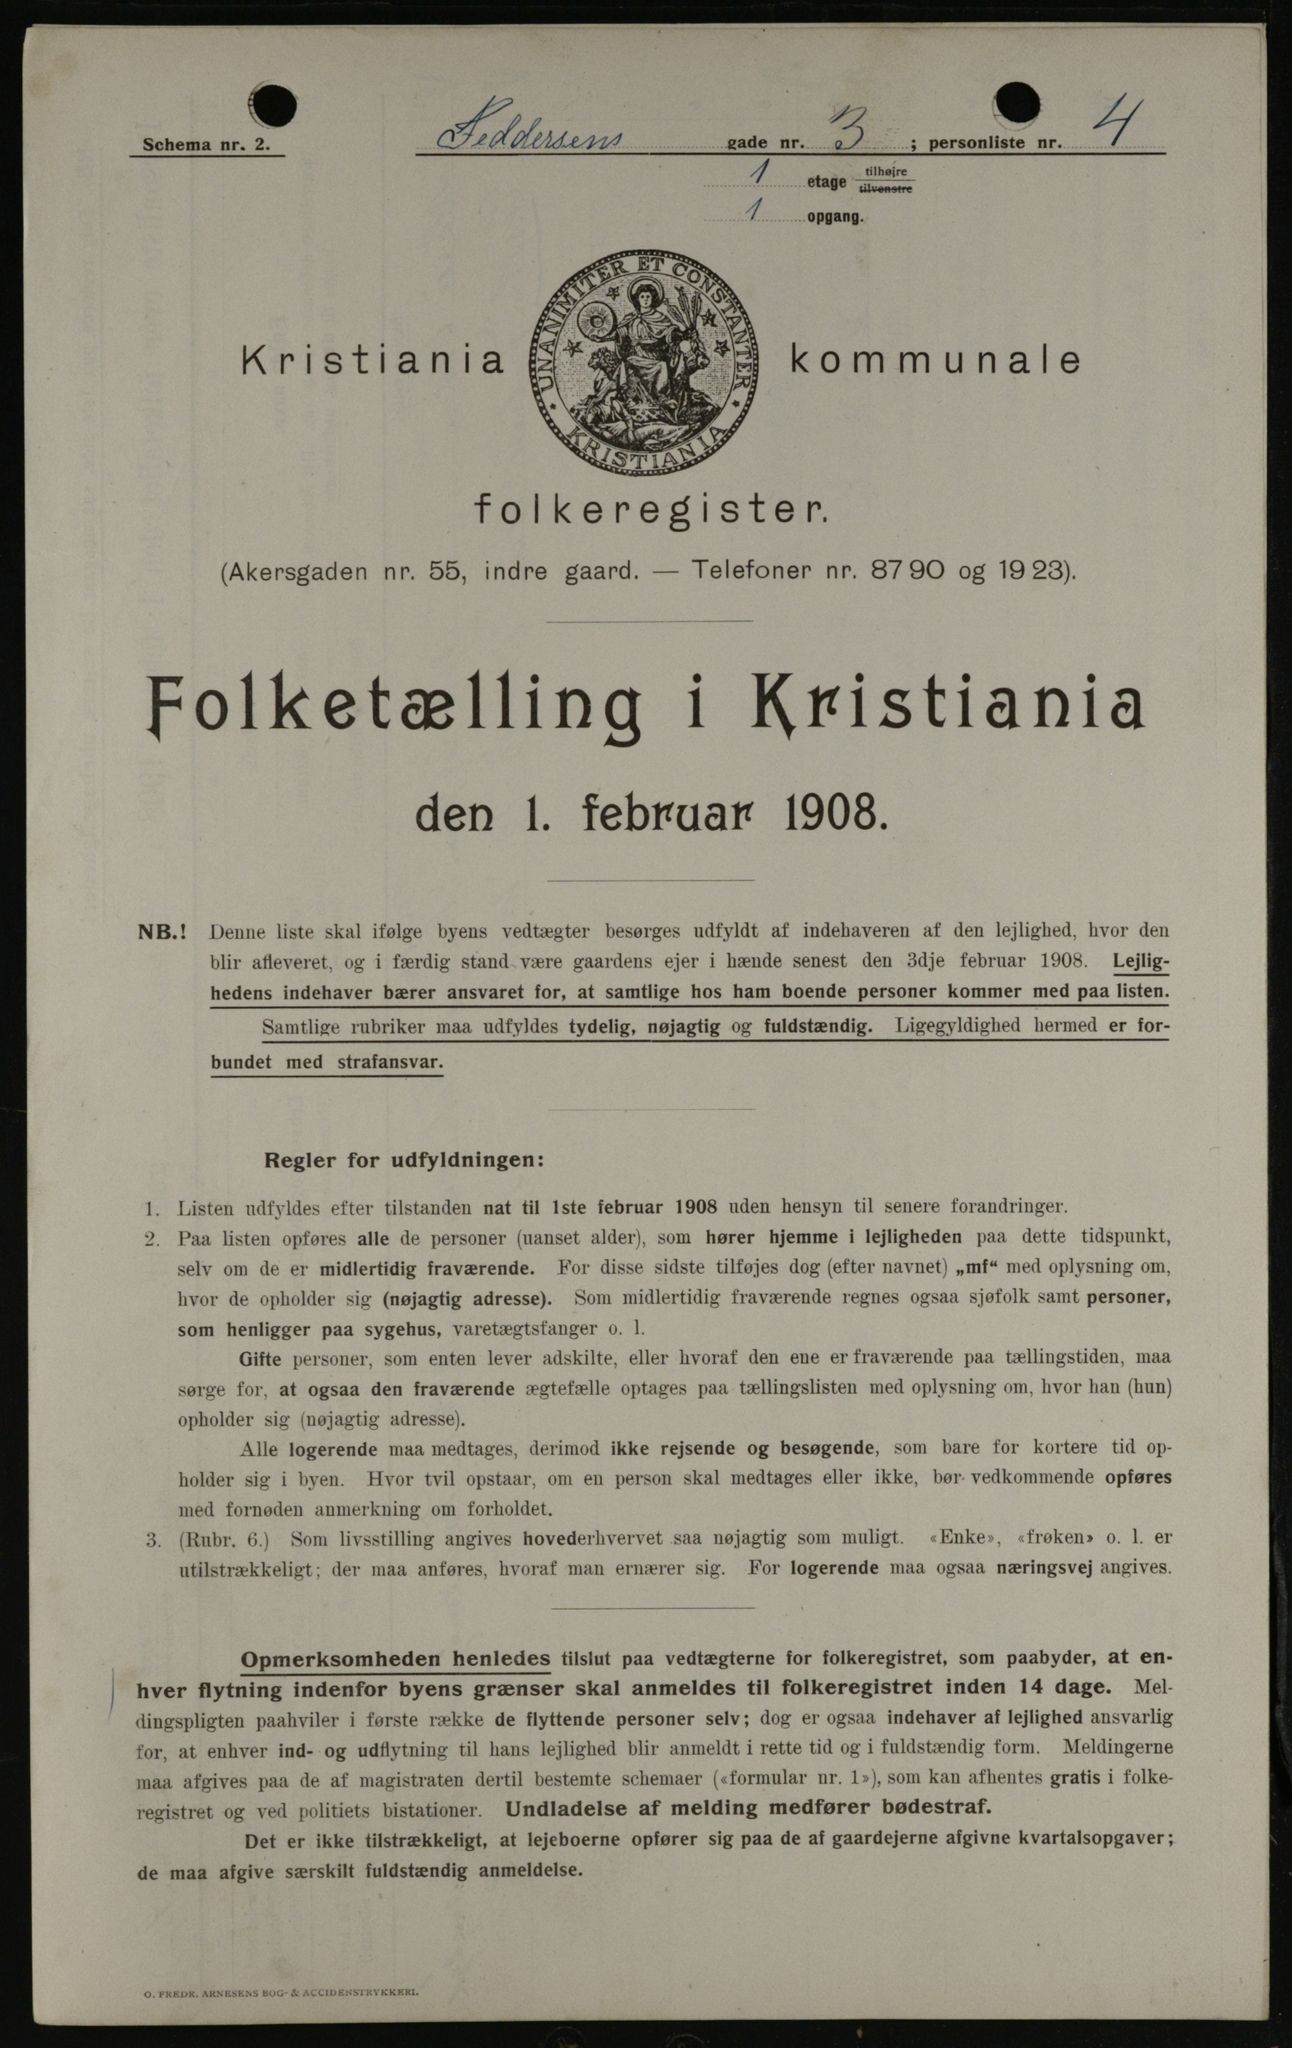 Schema nr. 2.
Feddersens gade nr. 3 ; personliste nr. 4
1 etage tilhøjre tilvenstre
1 opgang.
UNANIMITER ET CONSTANTER KRISTIANIA
Kristiania kommunale
folkeregister.
(Akersgaden nr. 55, indre gaard. — Telefoner nr. 8790 og 1923).
Folketælling i Kristiania
den 1. februar 1908.
NB.! Denne liste skal ifølge byens vedtægter besørges udfyldt af indehaveren af den lejlighed, hvor den
blir afleveret, og i færdig stand være gaardens ejer i hænde senest den 3dje februar 1908. Lejlig-
hedens indehaver bærer ansvaret for, at samtlige hos ham boende personer kommer med paa listen.
Samtlige rubriker maa udfyldes tydelig, nøjagtig og fuldstændig. Ligegyldighed hermed er for-
bundet med strafansvar.
Regler for udfyldningen:
1. Listen udfyldes efter tilstanden nat til 1ste februar 1908 uden hensyn til senere forandringer.
2. Paa listen opføres alle de personer (uanset alder), som hører hjemme i lejligheden paa dette tidspunkt,
selv om de er midlertidig fraværende. For disse sidste tilføjes dog (efter navnet) „mf“ med oplysning om,
hvor de opholder sig (nøjagtig adresse). Som midlertidig fraværende regnes ogsaa sjøfolk samt personer,
som henligger paa sygehus, varetægtsfanger o. l.
Gifte personer, som enten lever adskilte, eller hvoraf den ene er fraværende paa tællingstiden, maa
sørge for, at ogsaa den fraværende ægtefælle optages paa tællingslisten med oplysning om, hvor han (hun)
opholder sig (nøjagtig adresse).
Alle logerende maa medtages, derimod ikke rejsende og besøgende, som bare for kortere tid op-
holder sig i byen. Hvor tvil opstaar, om en person skal medtages eller ikke, bør vedkommende opføres
med fornøden anmerkning om forholdet.
3. (Rubr. 6.) Som livsstilling angives hovederhvervet saa nøjagtig som muligt. «Enke», «frøken» o. l. er
utilstrækkeligt; der maa anføres, hvoraf man ernærer sig. For logerende maa ogsaa næringsvej angives.
Opmerksomheden henledes tilslut paa vedtægterne for folkeregistret, som paabyder, at en-
hver flytning indenfor byens grænser skal anmeldes til folkeregistret inden 14 dage. Mel-
dingspligten paahviler i første række de flyttende personer selv; dog er ogsaa indehaver af lejlighed ansvarlig
for, at enhver ind- og udflytning til hans lejlighed blir anmeldt i rette tid og i fuldstændig form. Meldingerne
maa afgives paa de af magistraten dertil bestemte schemaer («formular nr. 1»), som kan afhentes gratis i folke-
registret og ved politiets bistationer. Undladelse af melding medfører bødestraf.
Det er ikke tilstrækkeligt, at lejeboerne opfører sig paa de af gaardejerne afgivne kvartalsopgaver;
de maa afgive særskilt fuldstændig anmeldelse.
O. FREDR. ARNESENS BOG- & ACCIDENSTRYKKERI.